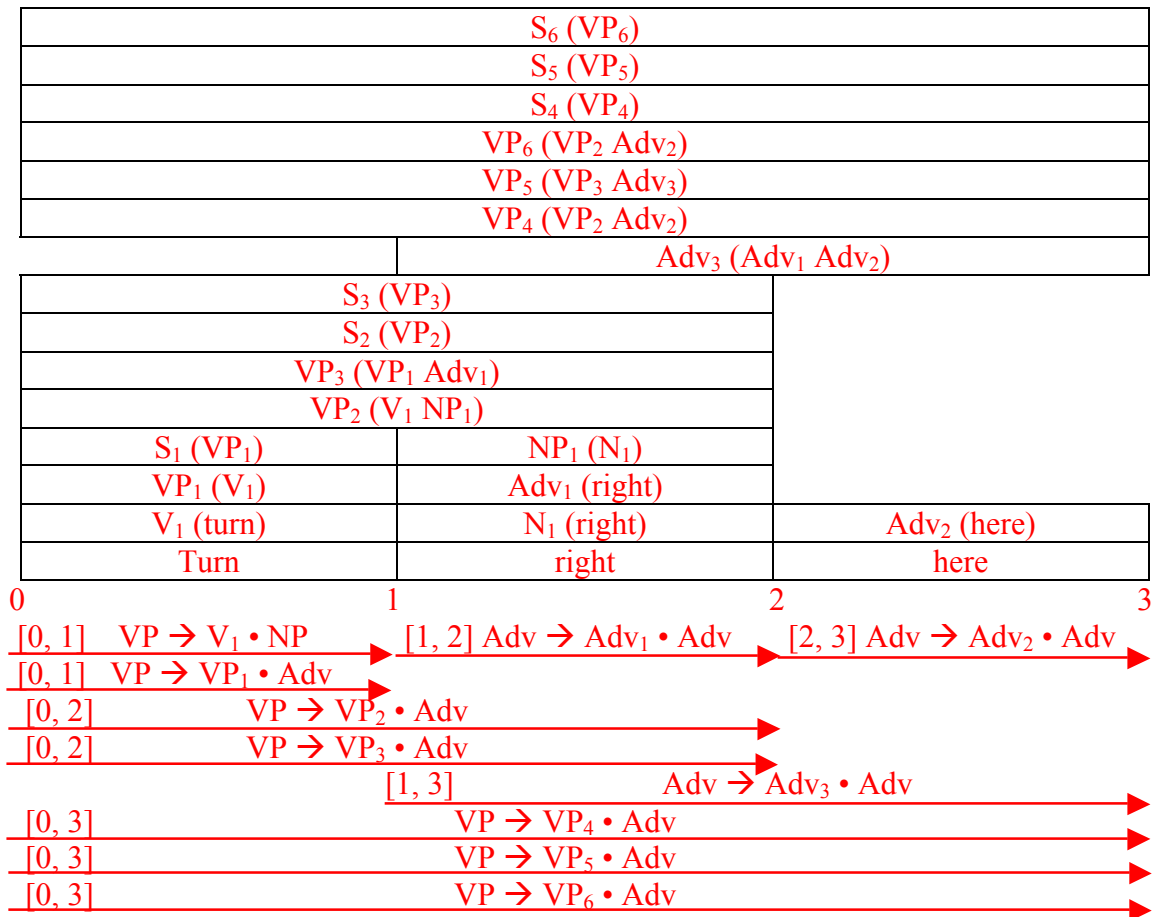 S₆ (VP₆)
S₅ (VP₅)
S₄ (VP₄)
VP₆ (VP₂ Adv₂)
VP₅ (VP₃ Adv₃)
VP₄ (VP₂ Adv₂)
Adv₃ (Adv₁ Adv₂)
S₃ (VP₃)
S₂ (VP₂)
VP₃ (VP₁ Adv₁)
VP₂ (V₁ NP₁)
S₁ (VP₁) NP₁ (N₁)
VP₁ (V₁) Adv₁ (right)
V₁ (turn) N₁ (right) Adv₂ (here)
Turn right here
0 1 2 3
[0, 1] VP → V₁ • NP [1, 2] Adv → Adv₁ • Adv [2, 3] Adv → Adv₂ • Adv
[0, 1] VP → VP₁ • Adv
[0, 2] VP → VP₂ • Adv
[0, 2] VP → VP₃ • Adv
[1, 3] Adv → Adv₃ • Adv
[0, 3] VP → VP₄ • Adv
[0, 3] VP → VP₅ • Adv
[0, 3] VP → VP₆ • Adv